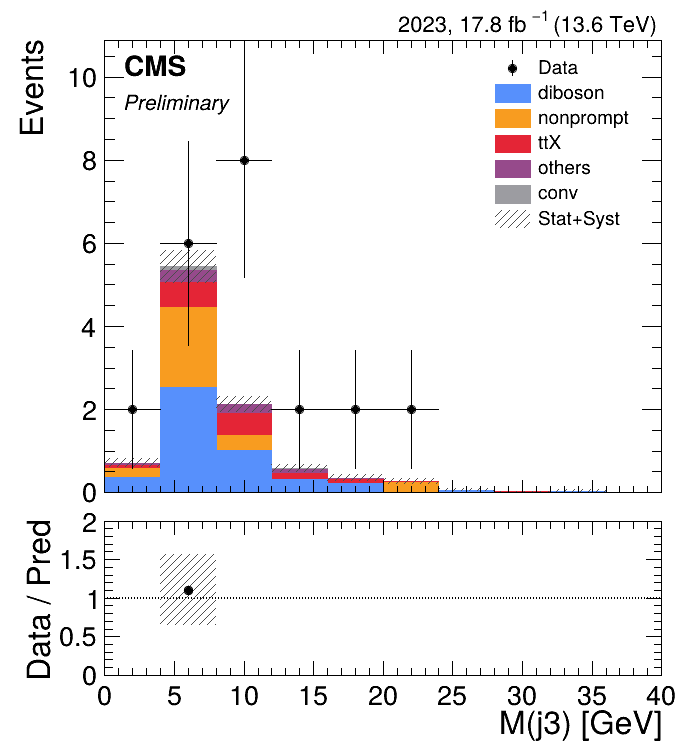 2023, 17.8 fb⁻¹ (13.6 TeV)
CMS
Preliminary
Events
10
8
6
4
2
0
Data
diboson
nonprompt
ttX
others
conv
Stat+Syst
Data / Pred
2
1.5
1
0.5
0
0 5 10 15 20 25 30 35 40
M(j3) [GeV]